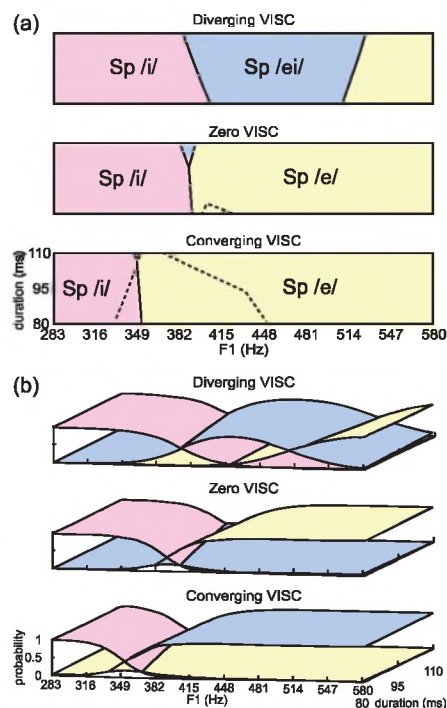 (a)
Diverging VISC
Sp /i/ Sp /ei/
Zero VISC
Sp /i/ Sp /e/
Converging VISC
duration (ms)
110
95
80
Sp /i/ Sp /e/
283 316 349 382 415 448 481 514 547 580
F1 (Hz)
(b)
Diverging VISC
Zero VISC
Converging VISC
probability
1
0.5
0
283 316 349 382 415 448 481 514 547 580
F1 (Hz)
110
95
80 duration (ms)